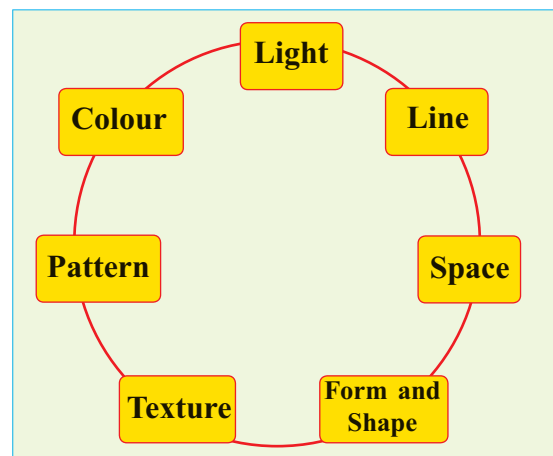 Light
Line
Space
Form and
Shape
Texture
Pattern
Colour